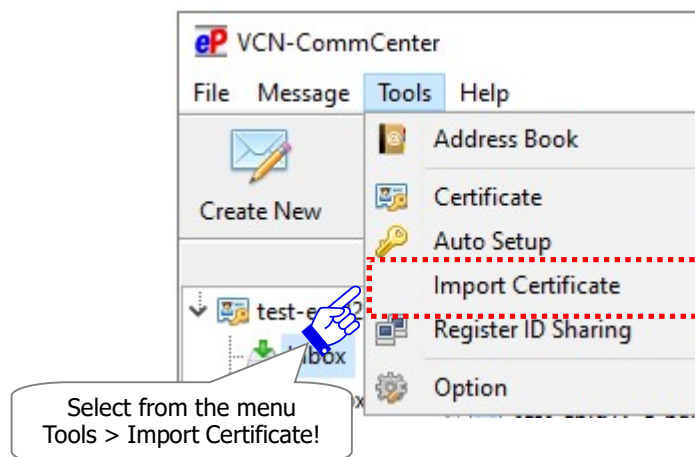 eP VCN-CommCenter
File Message Tools Help
Address Book
Create New
Certificate
Auto Setup
Import Certificate
Register ID Sharing
Inbox
Option
Select from the menu
Tools > Import Certificate!